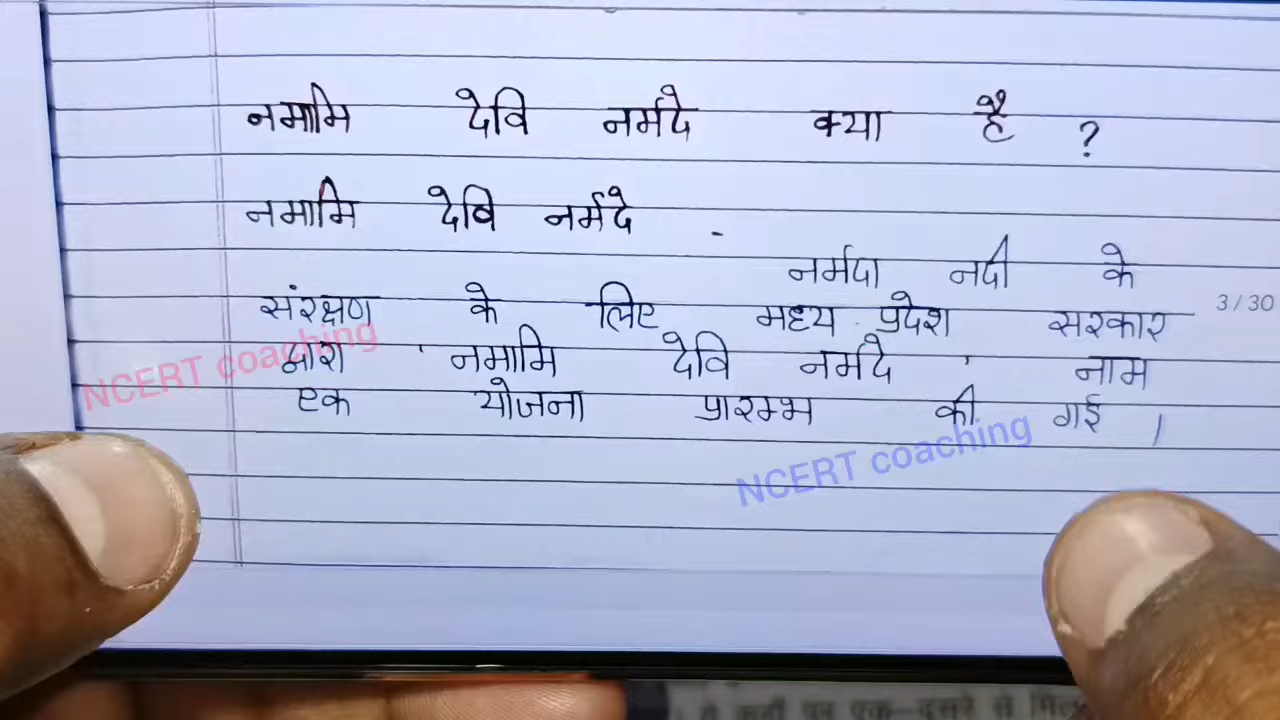 नमामि देवि नर्मदे क्या है ?
नमामि देवि नर्मदे -
नर्मदा नदी के
संरक्षण के लिए मध्य प्रदेश सरकार
द्वारा 'नमामि देवि नर्मदे' नाम
एक योजना प्रारम्भ की गई ।
3/30
NCERT coaching
NCERT coaching